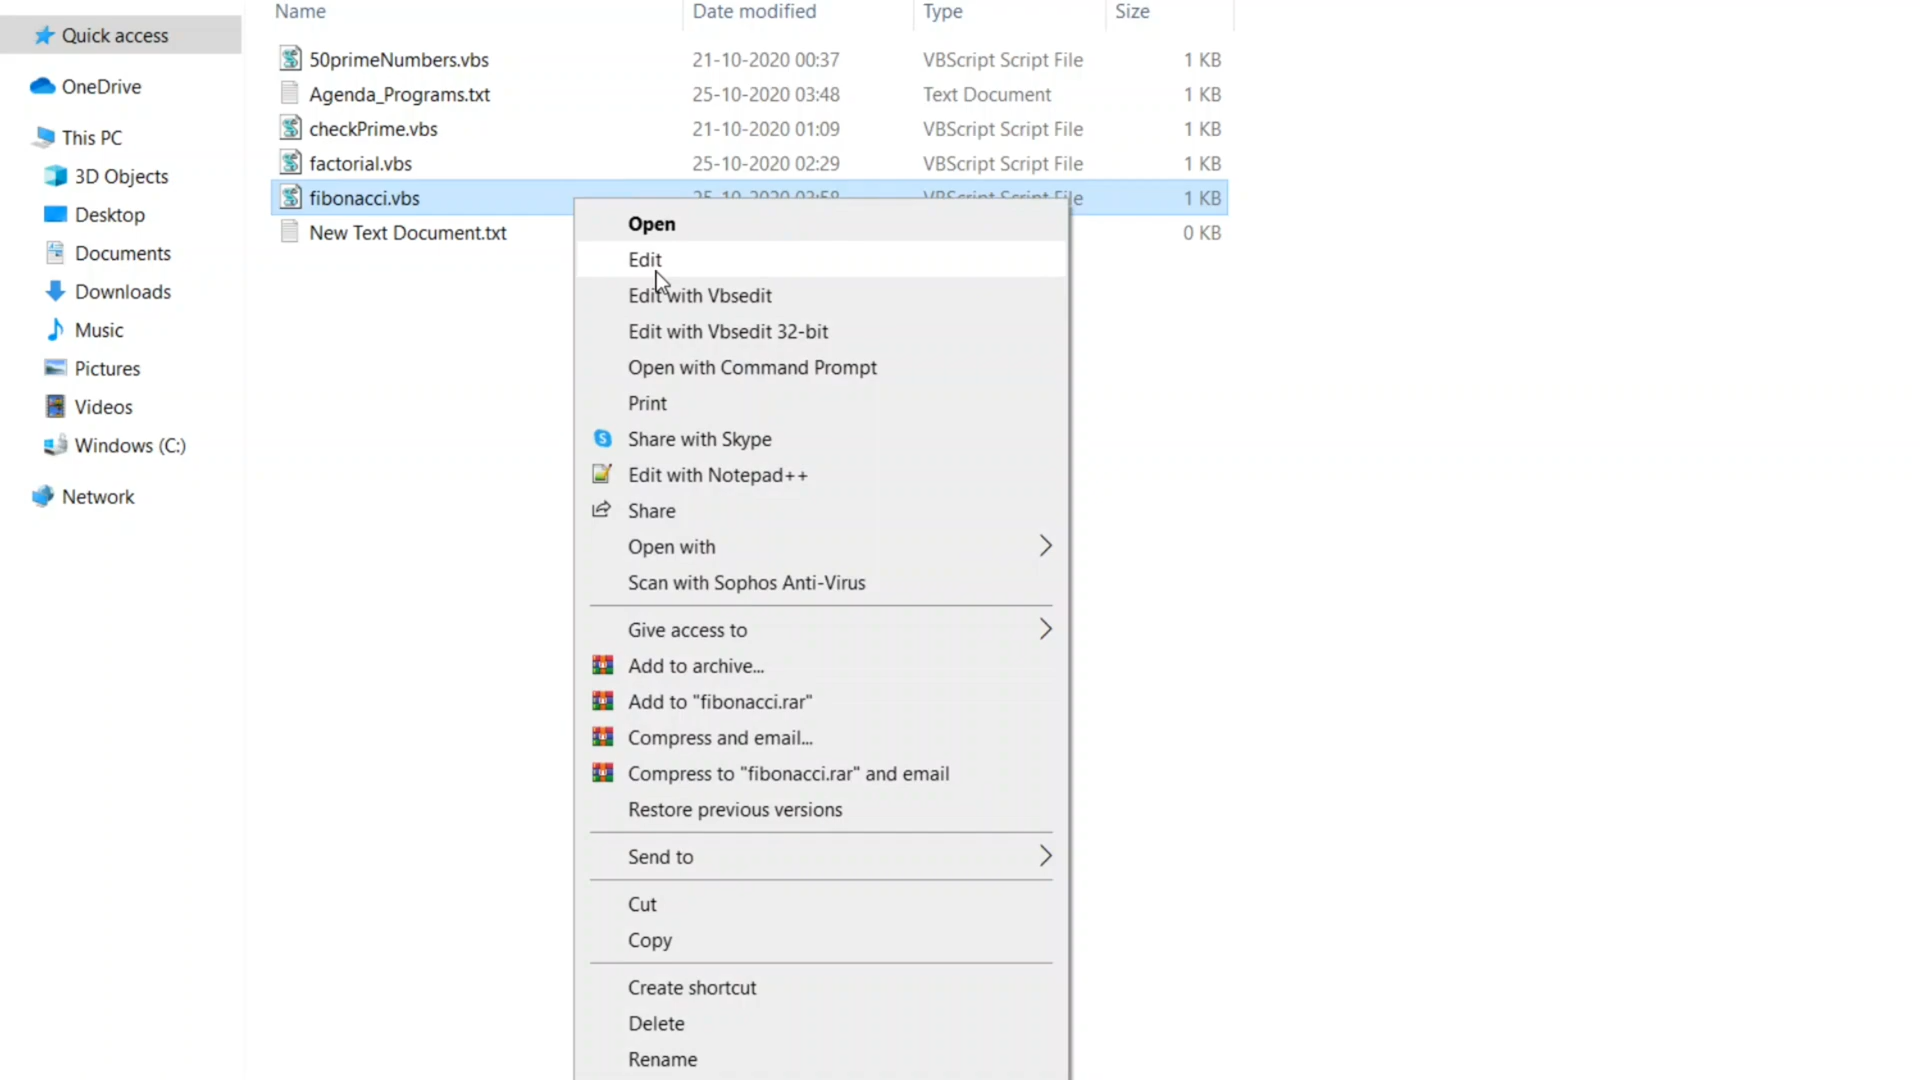 Name Date modified Type Size
Quick access
OneDrive
This PC
3D Objects
Desktop
Documents
Downloads
Music
Pictures
Videos
Windows (C:)
Network
50primeNumbers.vbs 21-10-2020 00:37 VBScript Script File 1 KB
Agenda_Programs.txt 25-10-2020 03:48 Text Document 1 KB
checkPrime.vbs 21-10-2020 01:09 VBScript Script File 1 KB
factorial.vbs 25-10-2020 02:29 VBScript Script File 1 KB
fibonacci.vbs VBScript Script File 1 KB
New Text Document.txt 0 KB
Open
Edit
Edit with Vbsedit
Edit with Vbsedit 32-bit
Open with Command Prompt
Print
Share with Skype
Edit with Notepad++
Share
Open with
Scan with Sophos Anti-Virus
Give access to
Add to archive...
Add to "fibonacci.rar"
Compress and email...
Compress to "fibonacci.rar" and email
Restore previous versions
Send to
Cut
Copy
Create shortcut
Delete
Rename